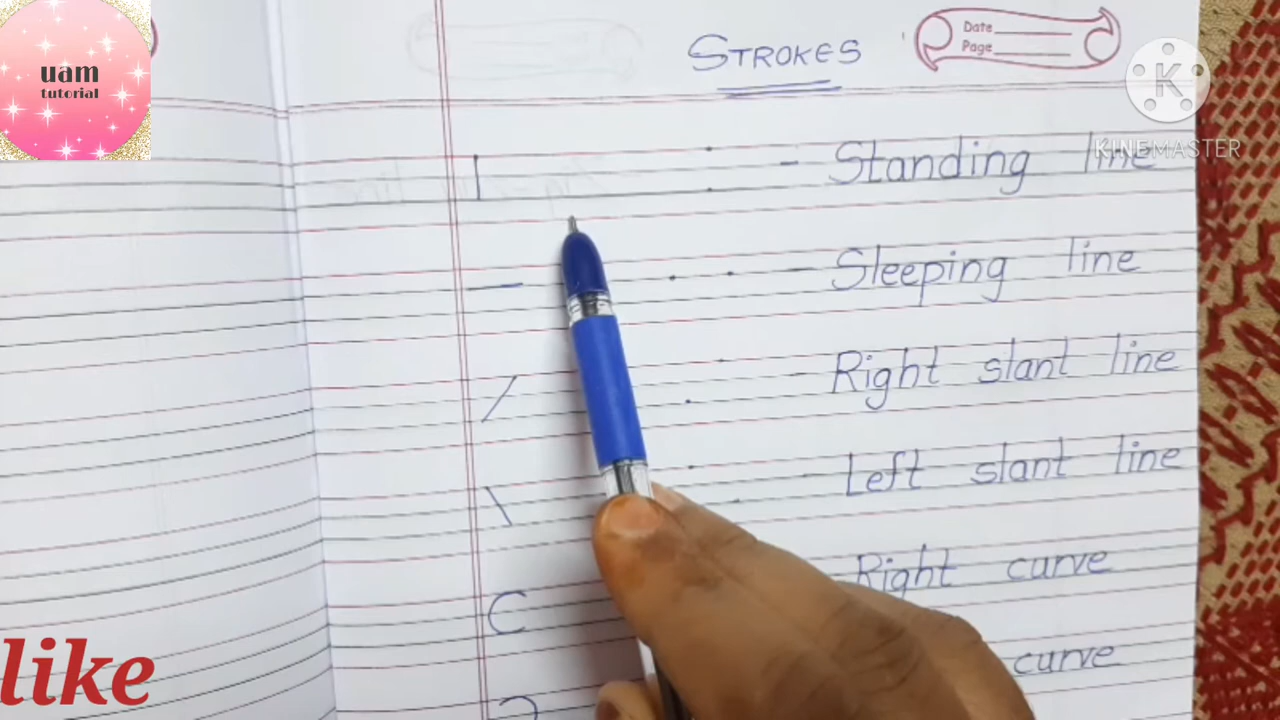 uam
tutorial
STROKES
Date
Page
K
KINEMASTER
- Standing line
- Sleeping line
- Right slant line
- Left slant line
Right curve
curve
like